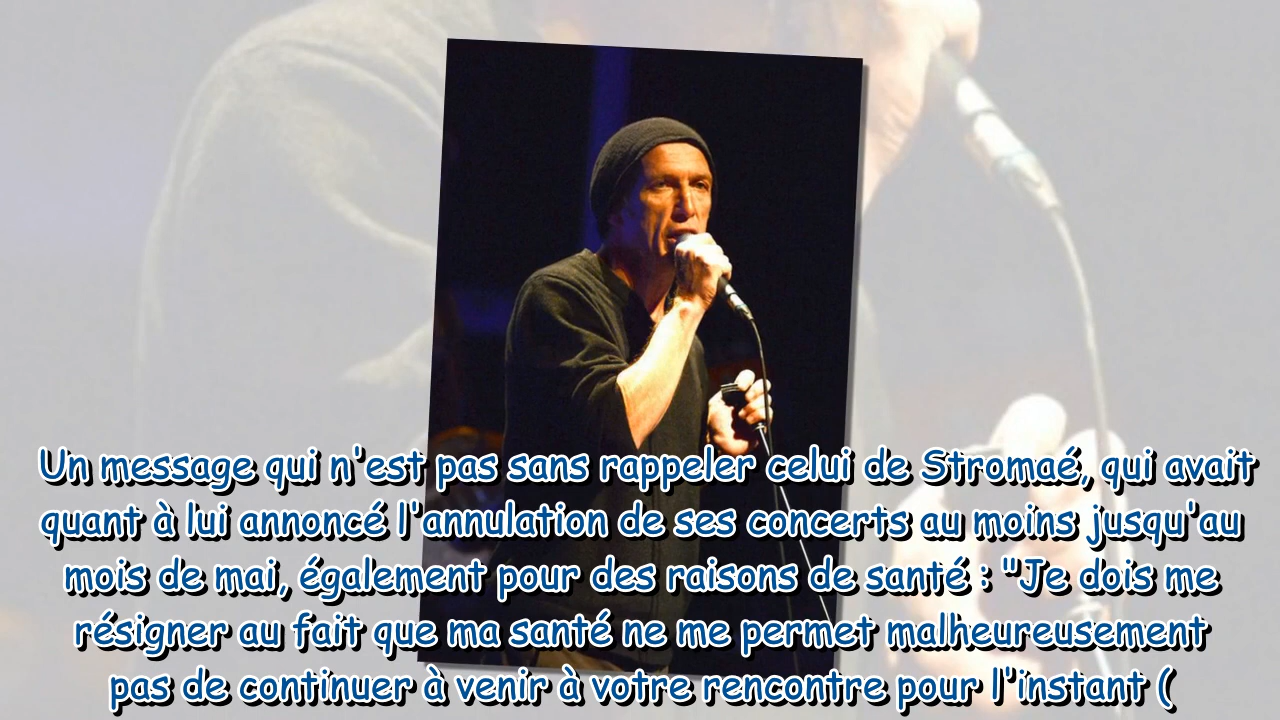 Un message qui n'est pas sans rappeler celui de Stromaé, qui avait
quant à lui annoncé l'annulation de ses concerts au moins jusqu'au
mois de mai, également pour des raisons de santé : "Je dois me
résigner au fait que ma santé ne me permet malheureusement
pas de continuer à venir à votre rencontre pour l'instant (